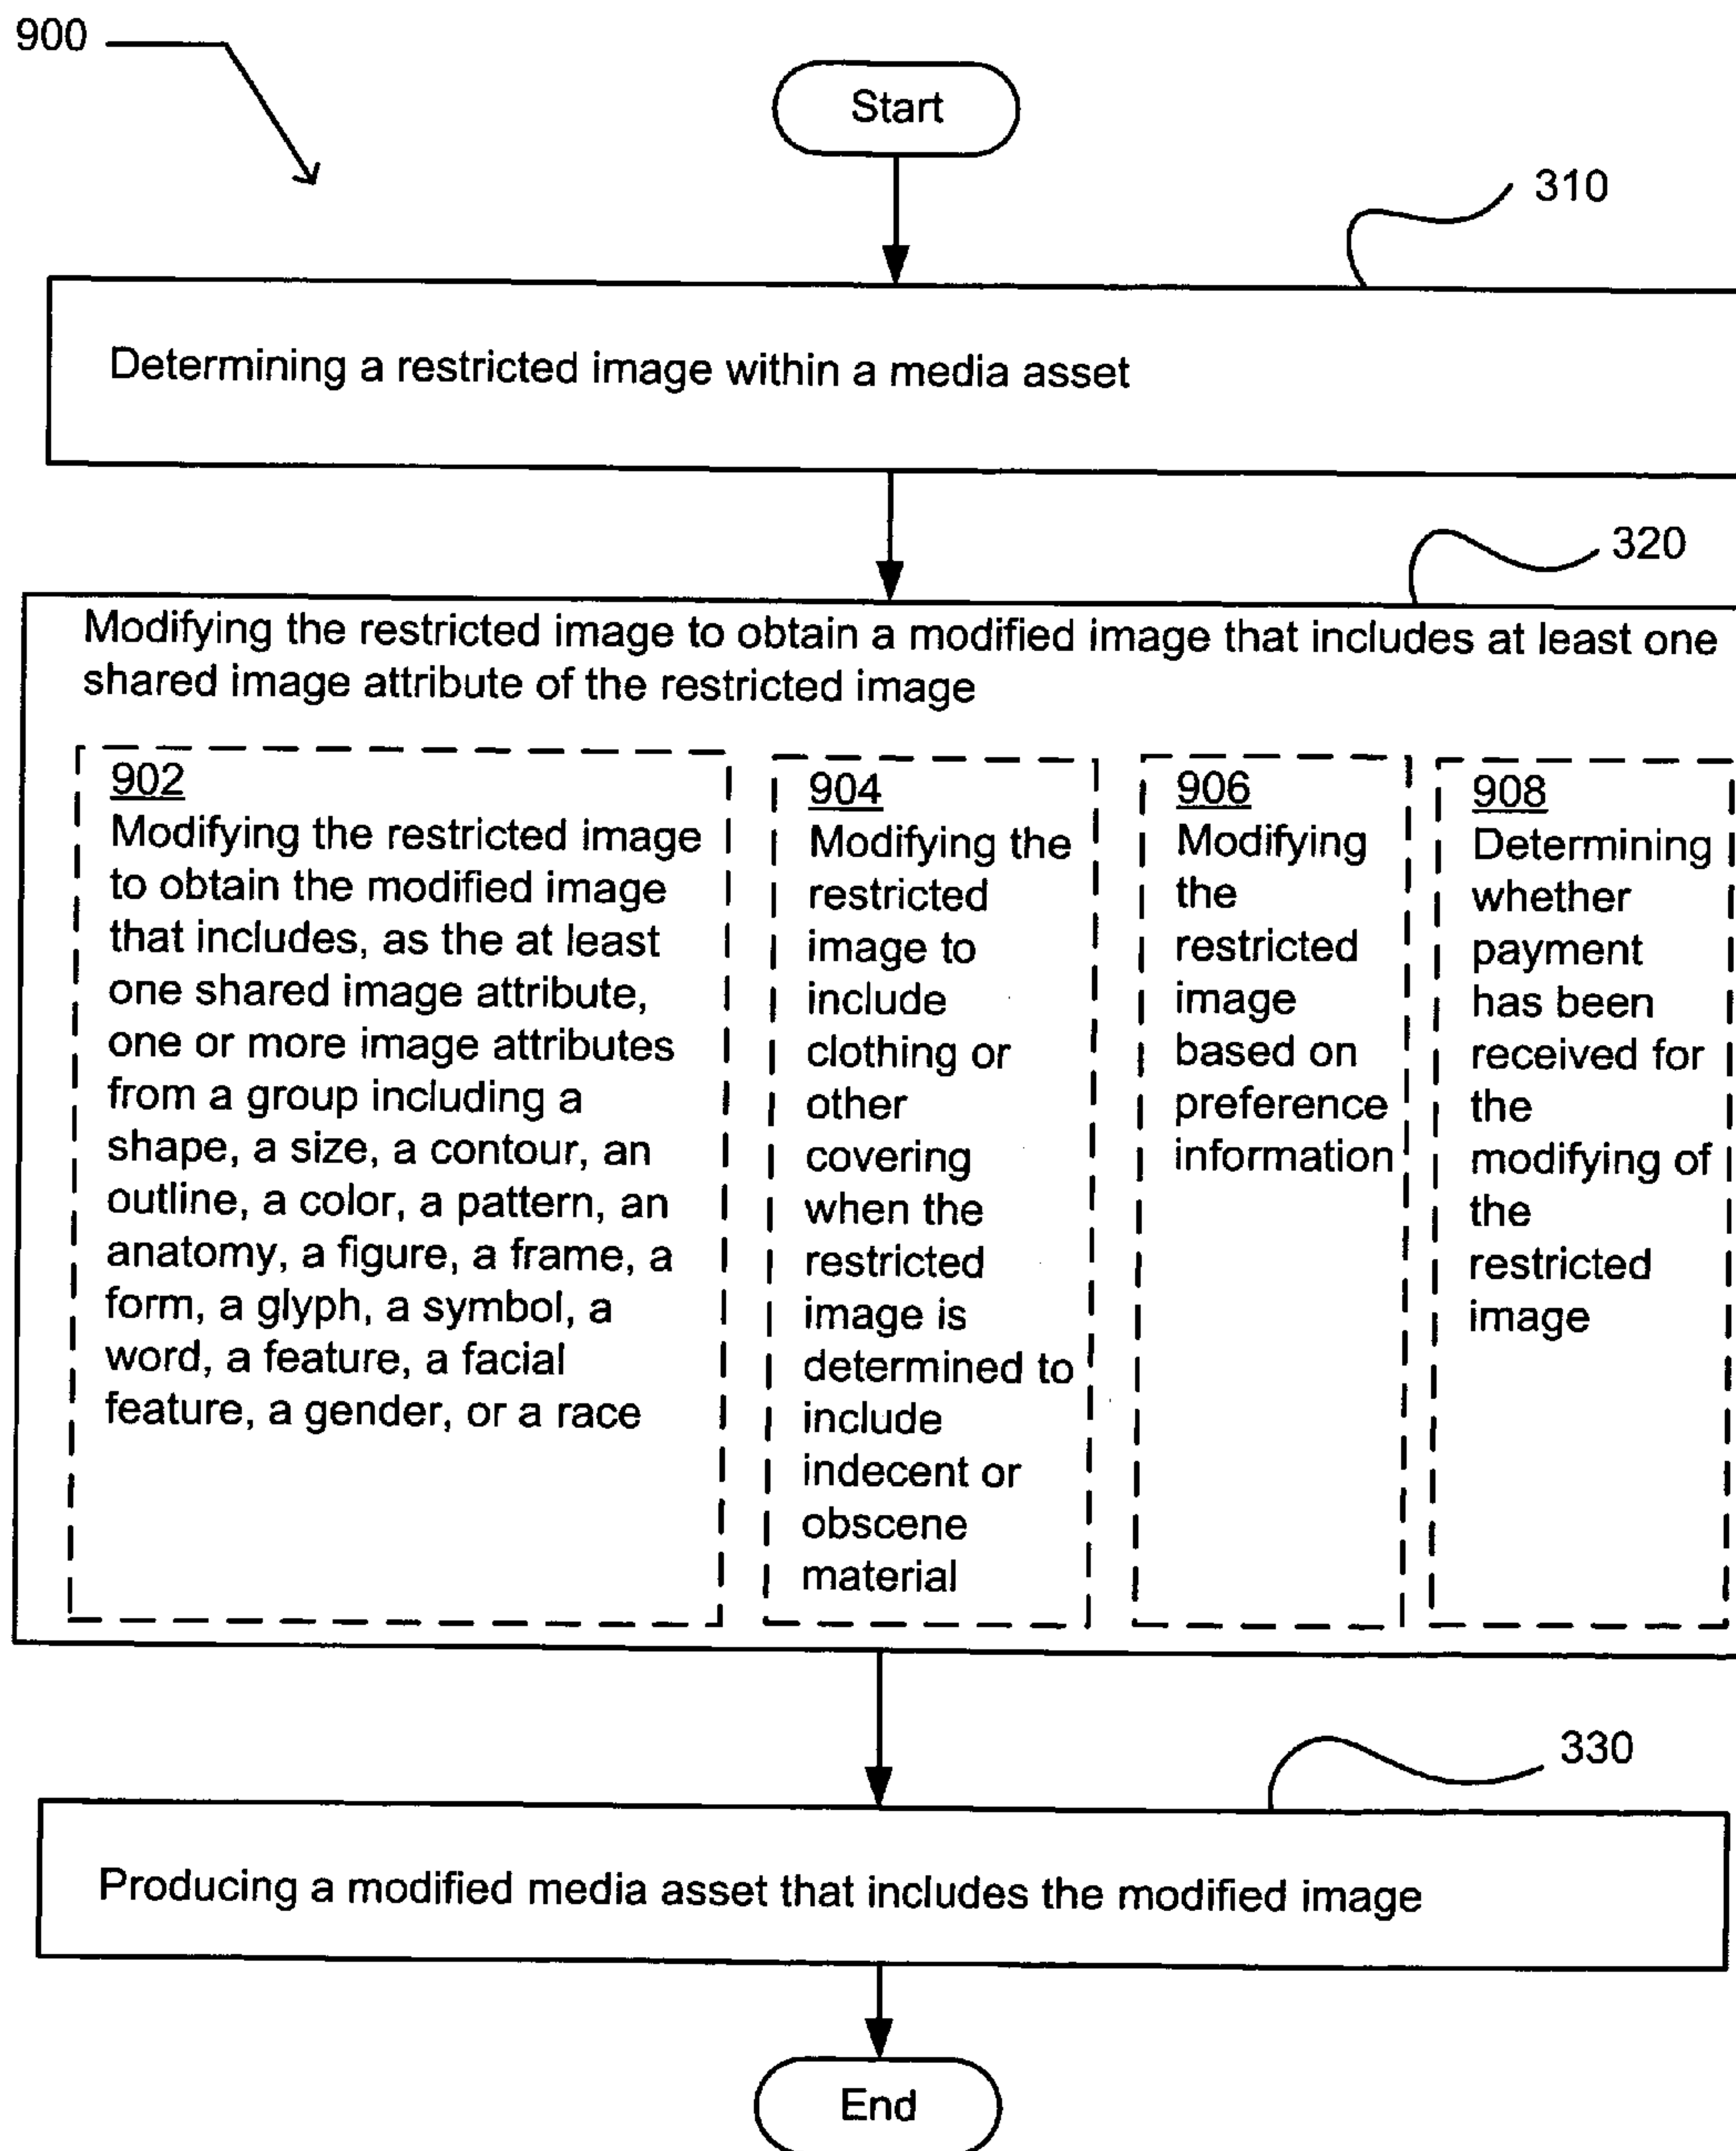 900
Start
310
Determining a restricted image within a media asset
320
Modifying the restricted image to obtain a modified image that includes at least one
shared image attribute of the restricted image
902
Modifying the restricted image
to obtain the modified image
that includes, as the at least
one shared image attribute,
one or more image attributes
from a group including a
shape, a size, a contour, an
outline, a color, a pattern, an
anatomy, a figure, a frame, a
form, a glyph, a symbol, a
word, a feature, a facial
feature, a gender, or a race
904
Modifying the
restricted
image to
include
clothing or
other
covering
when the
restricted
image is
determined to
include
indecent or
obscene
material
906
Modifying
the
restricted
image
based on
preference
information
908
Determining
whether
payment
has been
received for
the
modifying of
the
restricted
image
330
Producing a modified media asset that includes the modified image
End